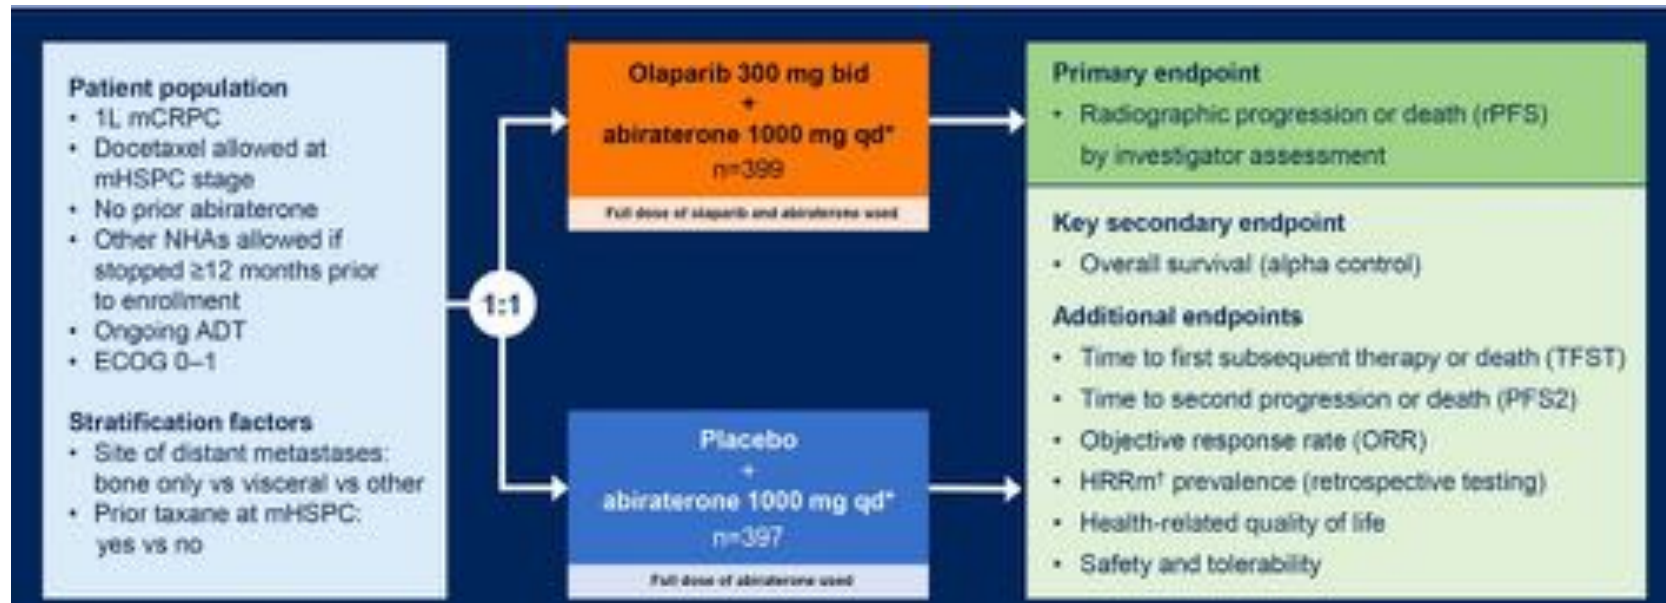 Patient population
• 1L mCRPC
• Docetaxel allowed at
mHSPC stage
• No prior abiraterone
• Other NHAs allowed if
stopped ≥12 months prior
to enrollment
• Ongoing ADT
• ECOG 0–1
Stratification factors
• Site of distant metastases:
bone only vs visceral vs other
• Prior taxane at mHSPC:
yes vs no
1:1
Olaparib 300 mg bid
+
abiraterone 1000 mg qd*
n=399
Full dose of olaparib and abiraterone used
Placebo
+
abiraterone 1000 mg qd*
n=397
Full dose of abiraterone used
Primary endpoint
• Radiographic progression or death (rPFS)
by investigator assessment
Key secondary endpoint
• Overall survival (alpha control)
Additional endpoints
• Time to first subsequent therapy or death (TFST)
• Time to second progression or death (PFS2)
• Objective response rate (ORR)
• HRRm† prevalence (retrospective testing)
• Health-related quality of life
• Safety and tolerability